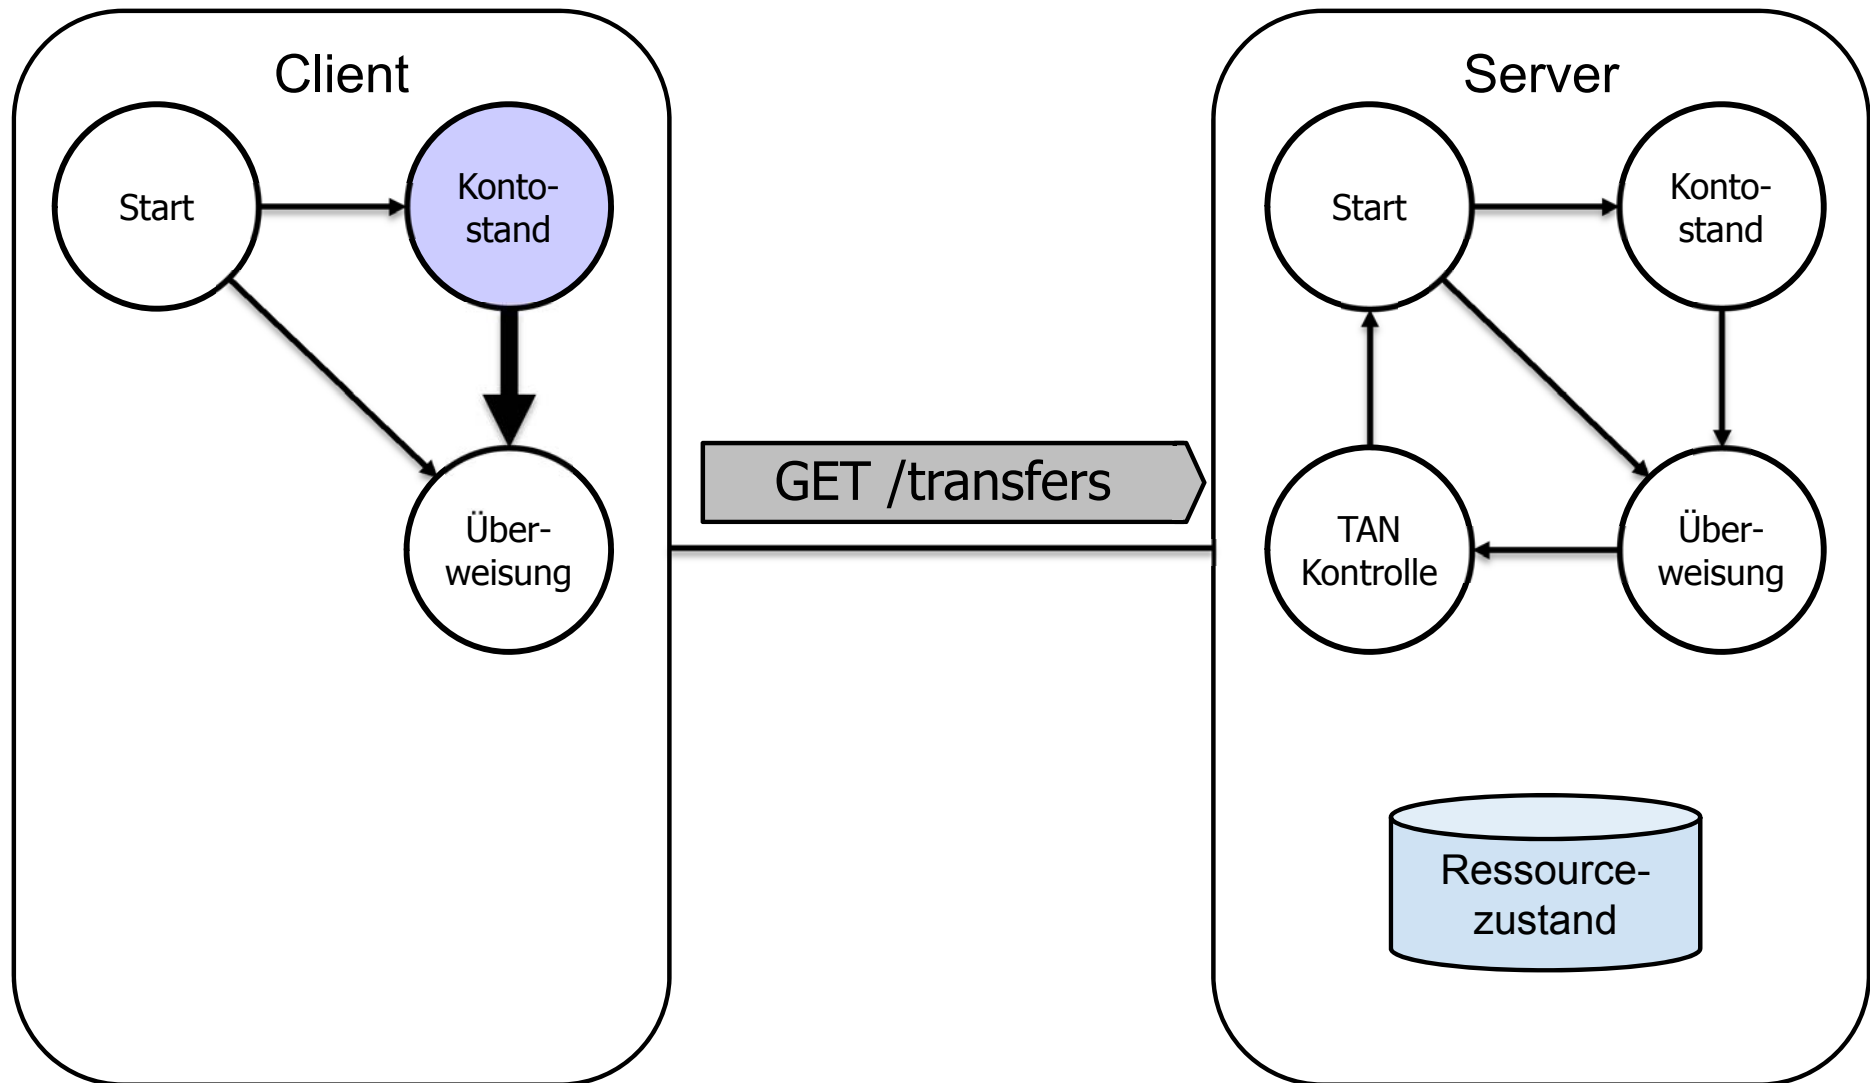 Client
Start
Konto-
stand
Über-
weisung
GET /transfers
Server
Start
Konto-
stand
TAN
Kontrolle
Über-
weisung
Ressource-
zustand